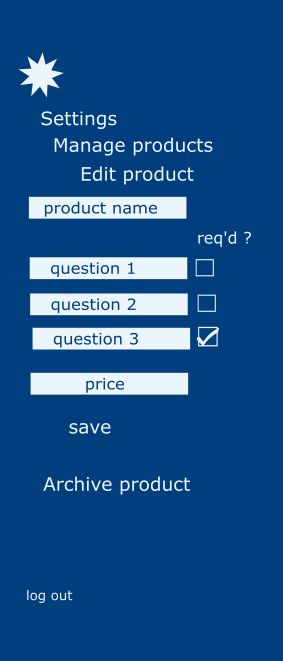 Settings
Manage products
Edit product
product name
req'd ?
question 1
question 2
question 3
price
save
Archive product
log out